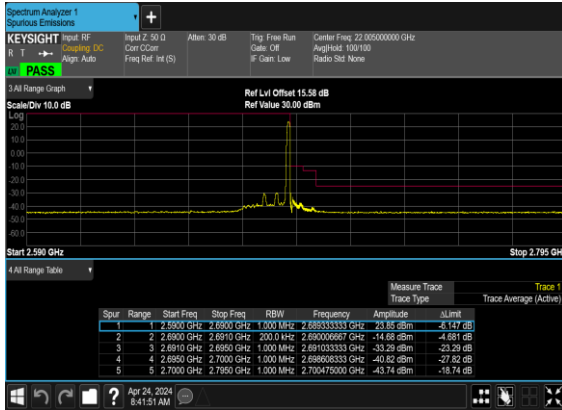 Spectrum Analyzer 1
Spurious Emissions
+
KEYSIGHT Input: RF Input Z: 50 Ω Atten: 30 dB Trig: Free Run Center Freq: 22.005000000 GHz
R T Coupling: DC Corr CCorr Gate: Off Avg|Hold: 100/100
Align: Auto Freq Ref: Int (S) IF Gain: Low Radio Std: None
PASS
3 All Range Graph
Ref Lvl Offset 15.58 dB
Scale/Div 10.0 dB Ref Value 30.00 dBm
Log
20.0
10.0
0.00
-10.0
-20.0
-30.0
-40.0
-50.0
-60.0
Start 2.590 GHz Stop 2.795 GH
4 All Range Table
Measure Trace Trace 1
Trace Type Trace Average (Active)
Spur Range Start Freq Stop Freq RBW Frequency Amplitude ΔLimit
1 1 2.5900 GHz 2.6900 GHz 1.000 MHz 2.689333333 GHz 23.85 dBm -6.147 dB
2 2 2.6900 GHz 2.6910 GHz 200.0 kHz 2.690006667 GHz -14.68 dBm -4.681 dB
3 3 2.6910 GHz 2.6950 GHz 1.000 MHz 2.691033333 GHz -33.29 dBm -23.29 dB
4 4 2.6950 GHz 2.7000 GHz 1.000 MHz 2.698608333 GHz -40.82 dBm -27.82 dB
5 5 2.7000 GHz 2.7950 GHz 1.000 MHz 2.700475000 GHz -43.74 dBm -18.74 dB
? Apr 24, 2024
8:41:51 AM